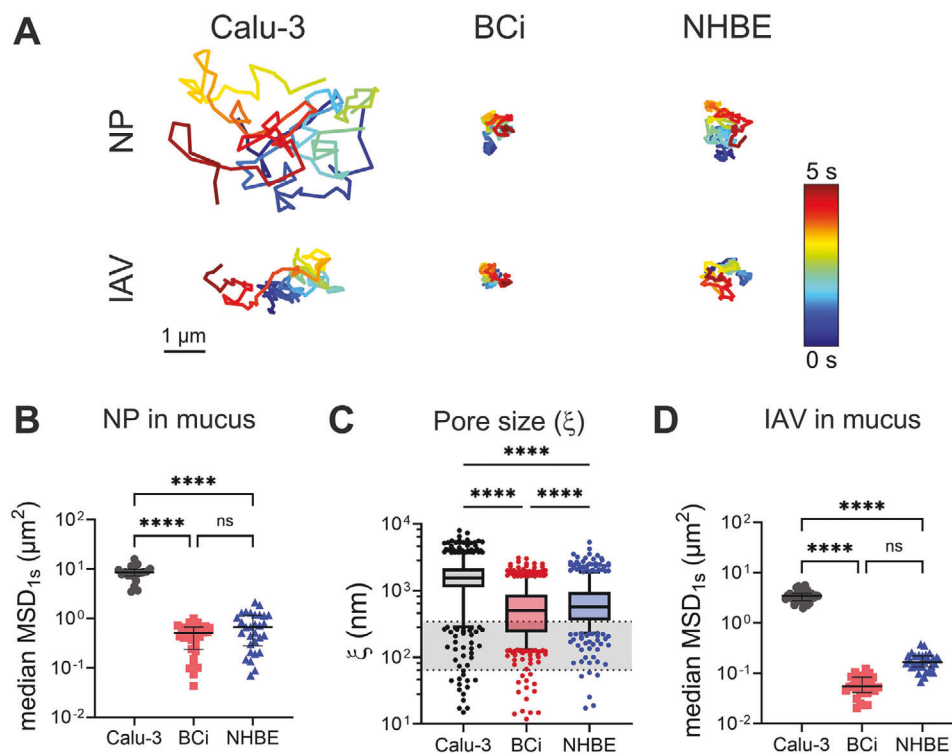 A
Calu-3 BCi NHBE
NP
IAV
1 µm
5 s
0 s
B NP in mucus
**** 
**** ns
median MSD1s (µm²)
10²
10¹
10⁰
10⁻¹
10⁻²
Calu-3 BCi NHBE
C Pore size (ξ)
****
**** ****
ξ (nm)
10⁴
10³
10²
10¹
Calu-3 BCi NHBE
D IAV in mucus
****
**** ns
median MSD1s (µm²)
10²
10¹
10⁰
10⁻¹
10⁻²
Calu-3 BCi NHBE